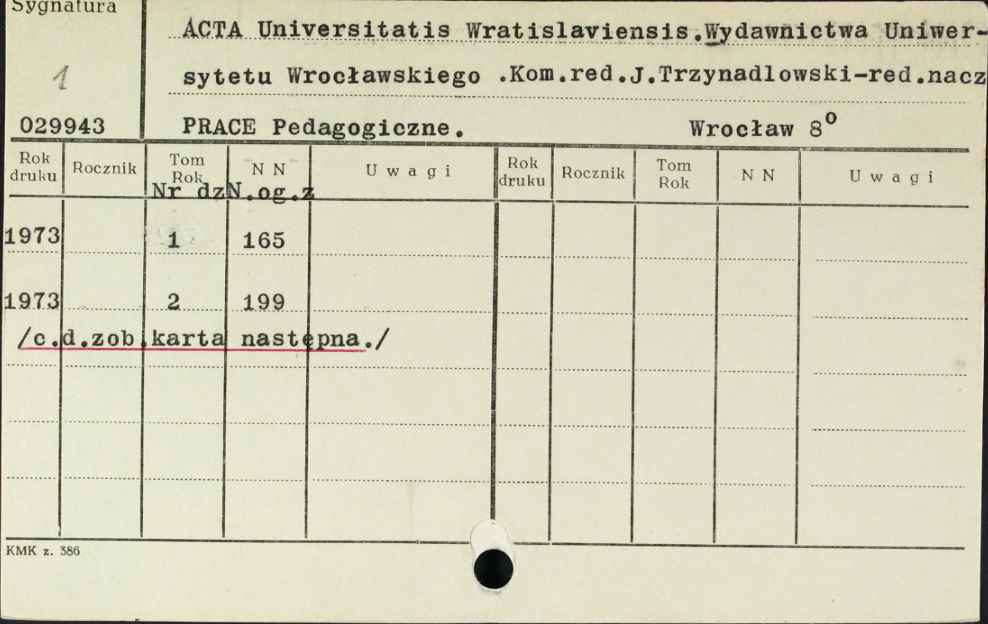 Sygnatura
ACTA Universitatis Wratislaviensis.Wydawnictwa Uniwer-
1
sytetu Wrocławskiego .Kom.red.J.Trzynadlowski-red.nacz
029943 PRACE Pedagogiczne. Wrocław 8º
Rok druku Rocznik Tom Rok N N Uwagi Rok druku Rocznik Tom Rok N N Uwagi
Nr dzN.og.z
1973 1 165
1973 2 199
/c.d.zob.karta następna./
KMK z. 386